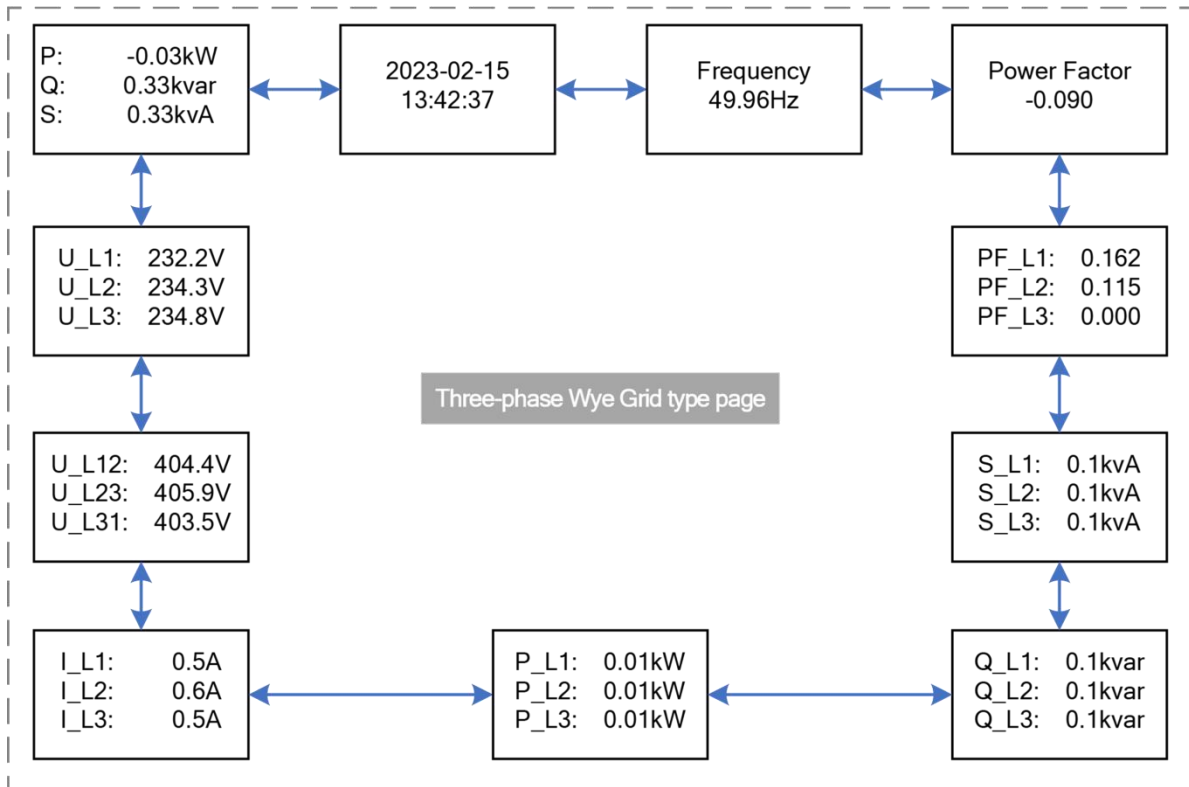 P: -0.03kW
Q: 0.33kvar
S: 0.33kvA
2023-02-15
13:42:37
Frequency
49.96Hz
Power Factor
-0.090
U_L1: 232.2V
U_L2: 234.3V
U_L3: 234.8V
PF_L1: 0.162
PF_L2: 0.115
PF_L3: 0.000
Three-phase Wye Grid type page
U_L12: 404.4V
U_L23: 405.9V
U_L31: 403.5V
S_L1: 0.1kvA
S_L2: 0.1kvA
S_L3: 0.1kvA
I_L1: 0.5A
I_L2: 0.6A
I_L3: 0.5A
P_L1: 0.01kW
P_L2: 0.01kW
P_L3: 0.01kW
Q_L1: 0.1kvar
Q_L2: 0.1kvar
Q_L3: 0.1kvar